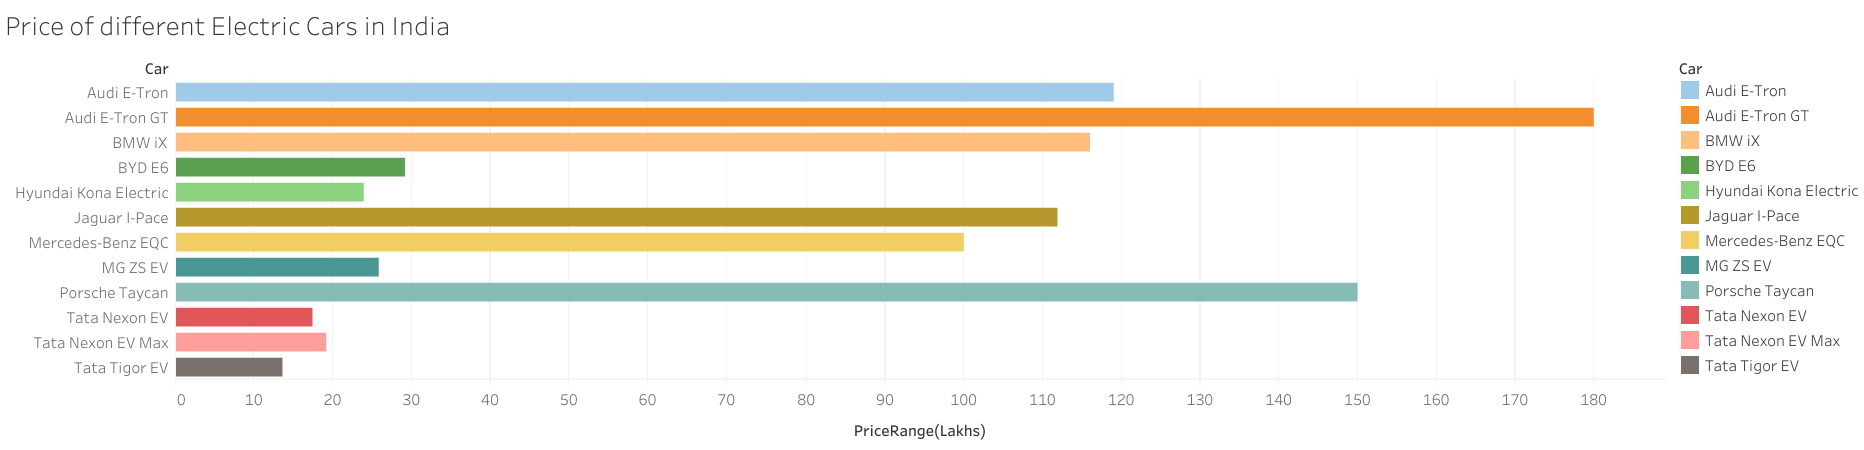 Price of different Electric Cars in India
Car
Audi E-Tron
Audi E-Tron GT
BMW iX
BYD E6
Hyundai Kona Electric
Jaguar I-Pace
Mercedes-Benz EQC
MG ZS EV
Porsche Taycan
Tata Nexon EV
Tata Nexon EV Max
Tata Tigor EV
0 10 20 30 40 50 60 70 80 90 100 110 120 130 140 150 160 170 180
PriceRange(Lakhs)
Car
Audi E-Tron
Audi E-Tron GT
BMW iX
BYD E6
Hyundai Kona Electric
Jaguar I-Pace
Mercedes-Benz EQC
MG ZS EV
Porsche Taycan
Tata Nexon EV
Tata Nexon EV Max
Tata Tigor EV